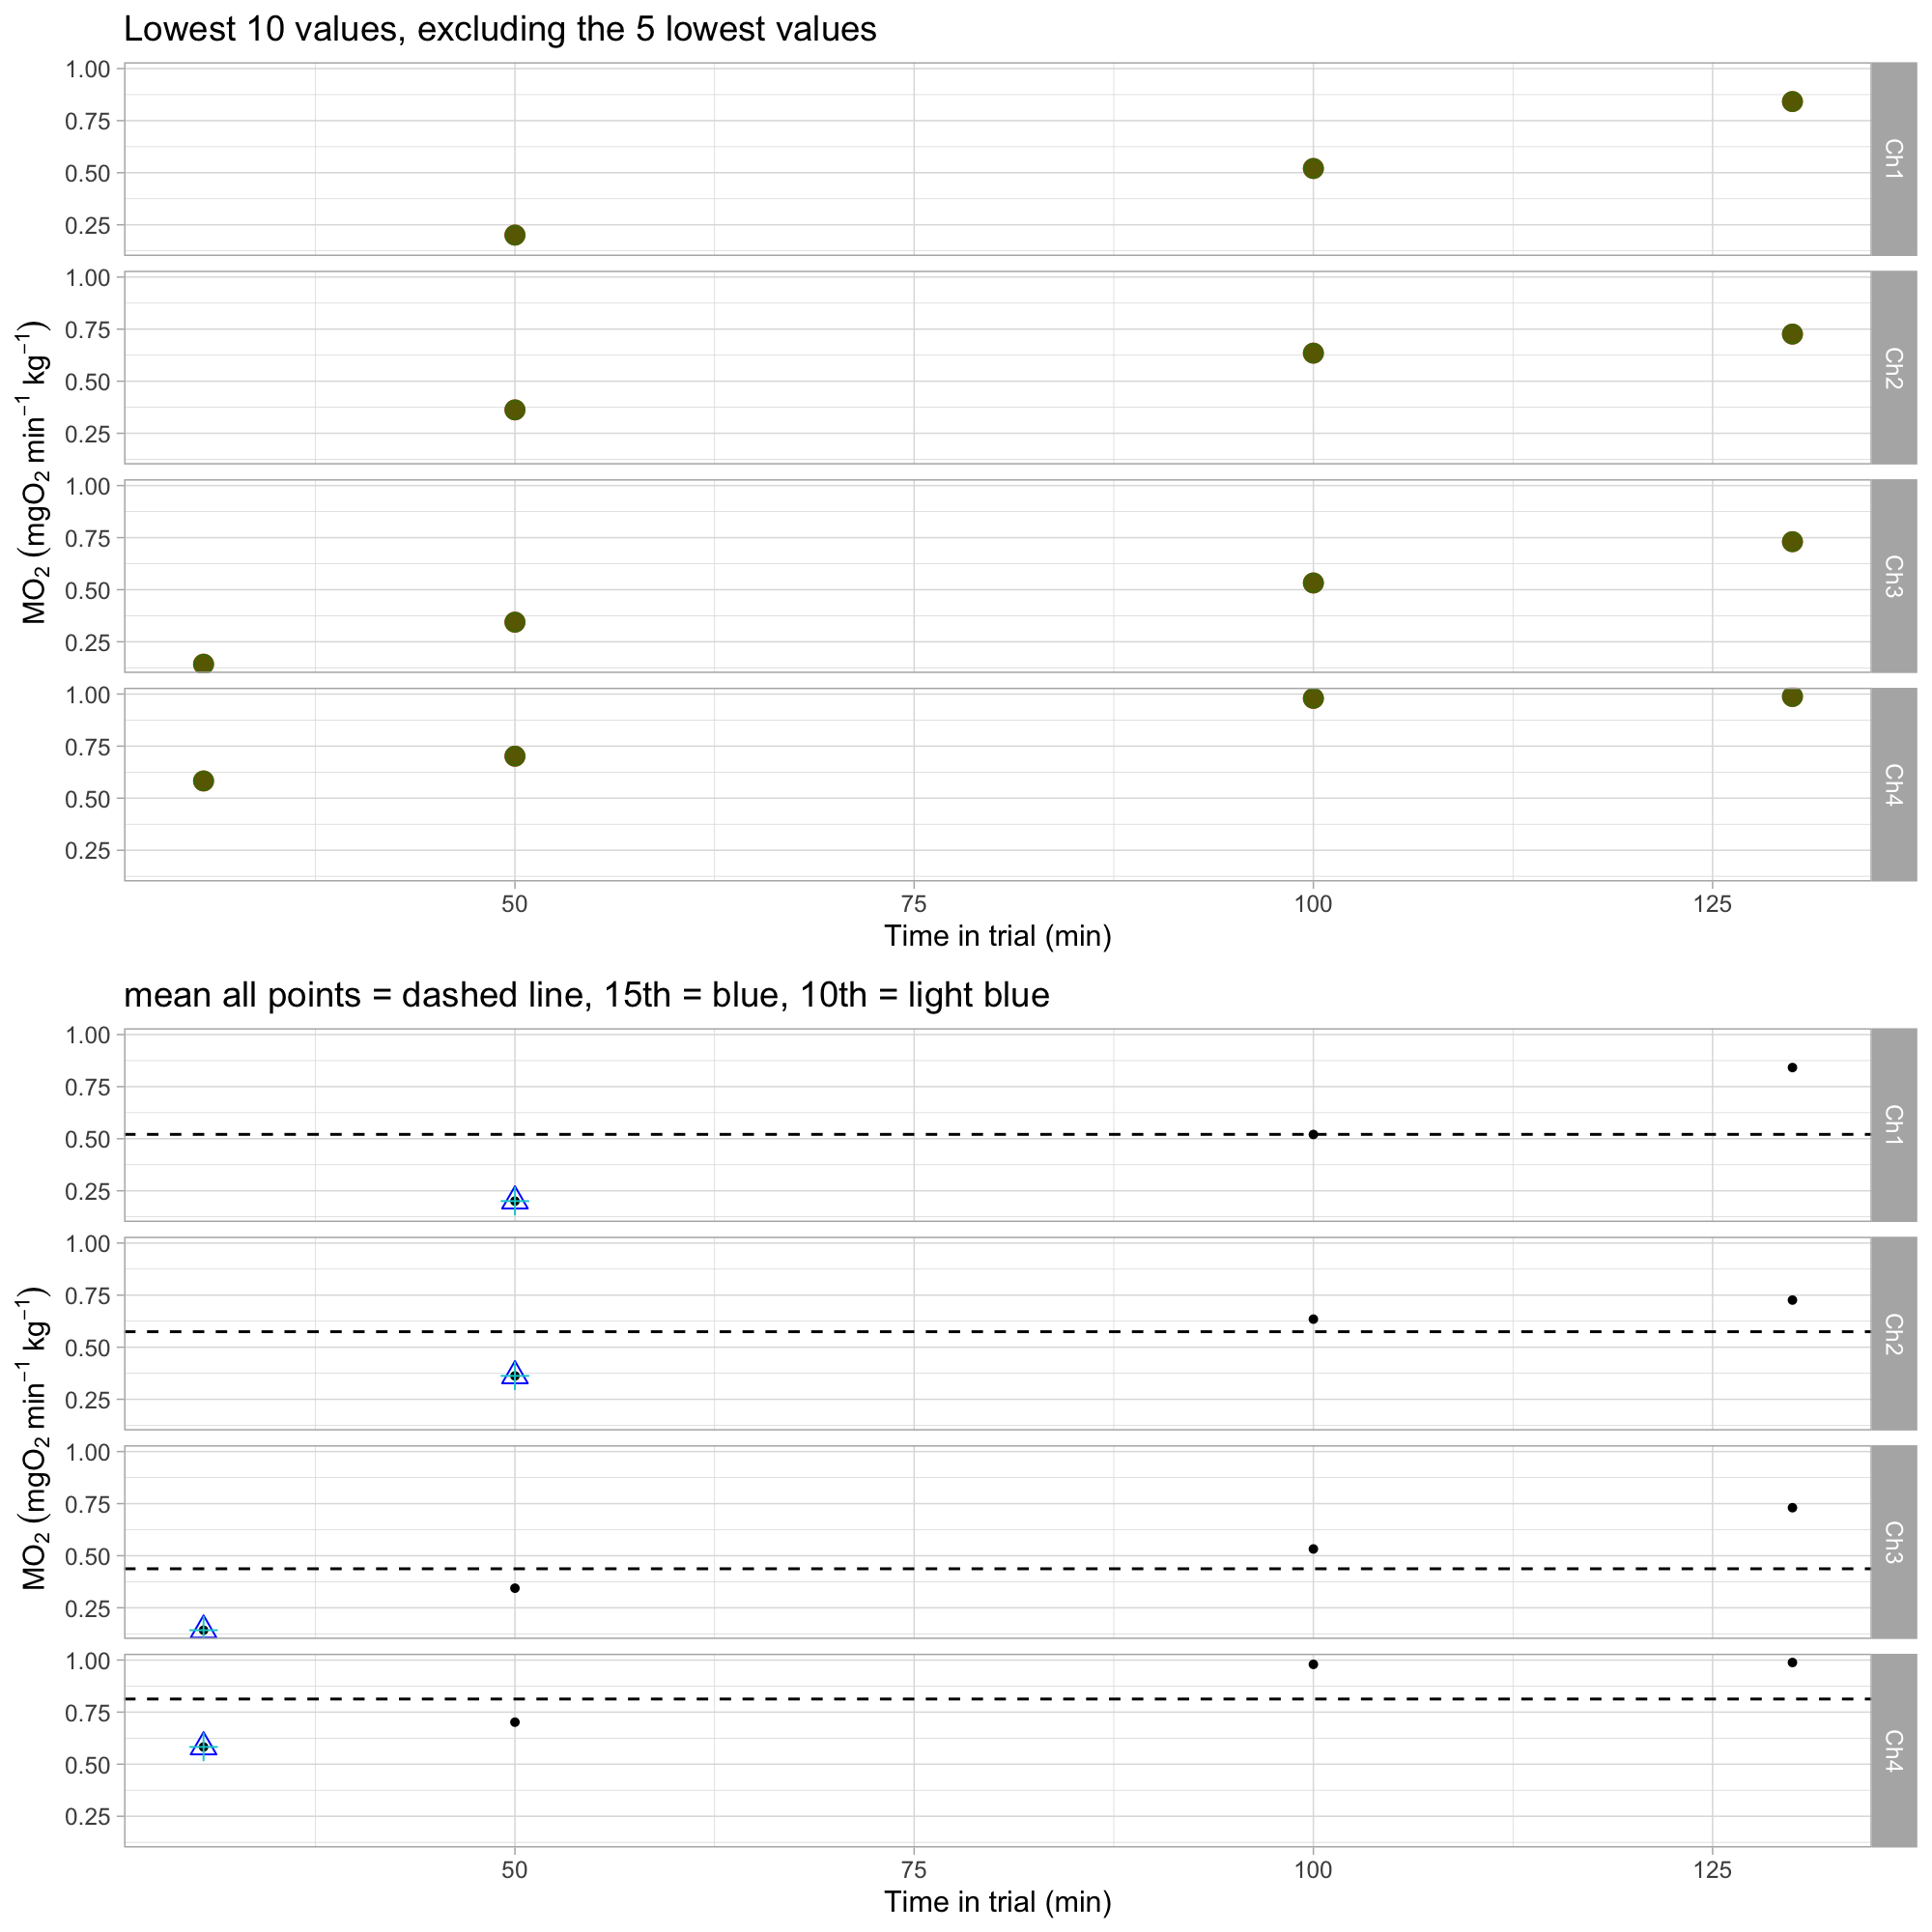 Lowest 10 values, excluding the 5 lowest values
MO₂ (mgO₂ min⁻¹ kg⁻¹)
1.00
0.75
0.50
0.25
Ch1
1.00
0.75
0.50
0.25
Ch2
1.00
0.75
0.50
0.25
Ch3
1.00
0.75
0.50
0.25
Ch4
50 75 100 125
Time in trial (min)
mean all points = dashed line, 15th = blue, 10th = light blue
MO₂ (mgO₂ min⁻¹ kg⁻¹)
1.00
0.75
0.50
0.25
Ch1
1.00
0.75
0.50
0.25
Ch2
1.00
0.75
0.50
0.25
Ch3
1.00
0.75
0.50
0.25
Ch4
50 75 100 125
Time in trial (min)